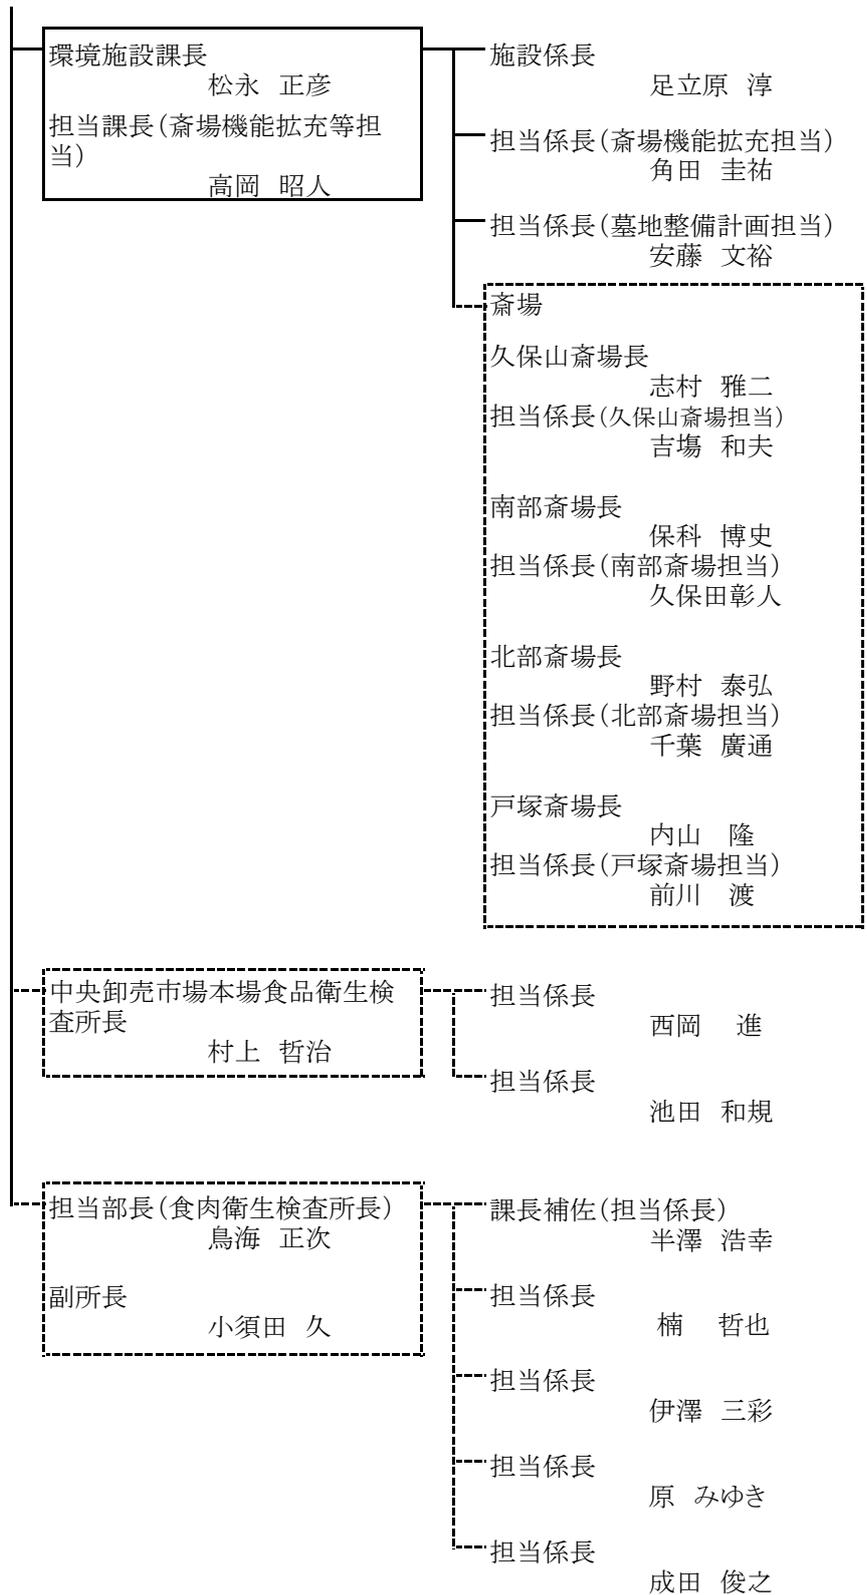 環境施設課長
松永 正彦
担当課長(斎場機能拡充等担
当)
高岡 昭人
施設係長
足立原 淳
担当係長(斎場機能拡充担当)
角田 圭祐
担当係長(墓地整備計画担当)
安藤 文裕
斎場
久保山斎場長
志村 雅二
担当係長(久保山斎場担当)
吉塲 和夫
南部斎場長
保科 博史
担当係長(南部斎場担当)
久保田彰人
北部斎場長
野村 泰弘
担当係長(北部斎場担当)
千葉 廣通
戸塚斎場長
内山 隆
担当係長(戸塚斎場担当)
前川 渡
中央卸売市場本場食品衛生検
査所長
村上 哲治
担当係長
西岡 進
担当係長
池田 和規
担当部長(食肉衛生検査所長)
鳥海 正次
副所長
小須田 久
課長補佐(担当係長)
半澤 浩幸
担当係長
楠 哲也
担当係長
伊澤 三彩
担当係長
原 みゆき
担当係長
成田 俊之